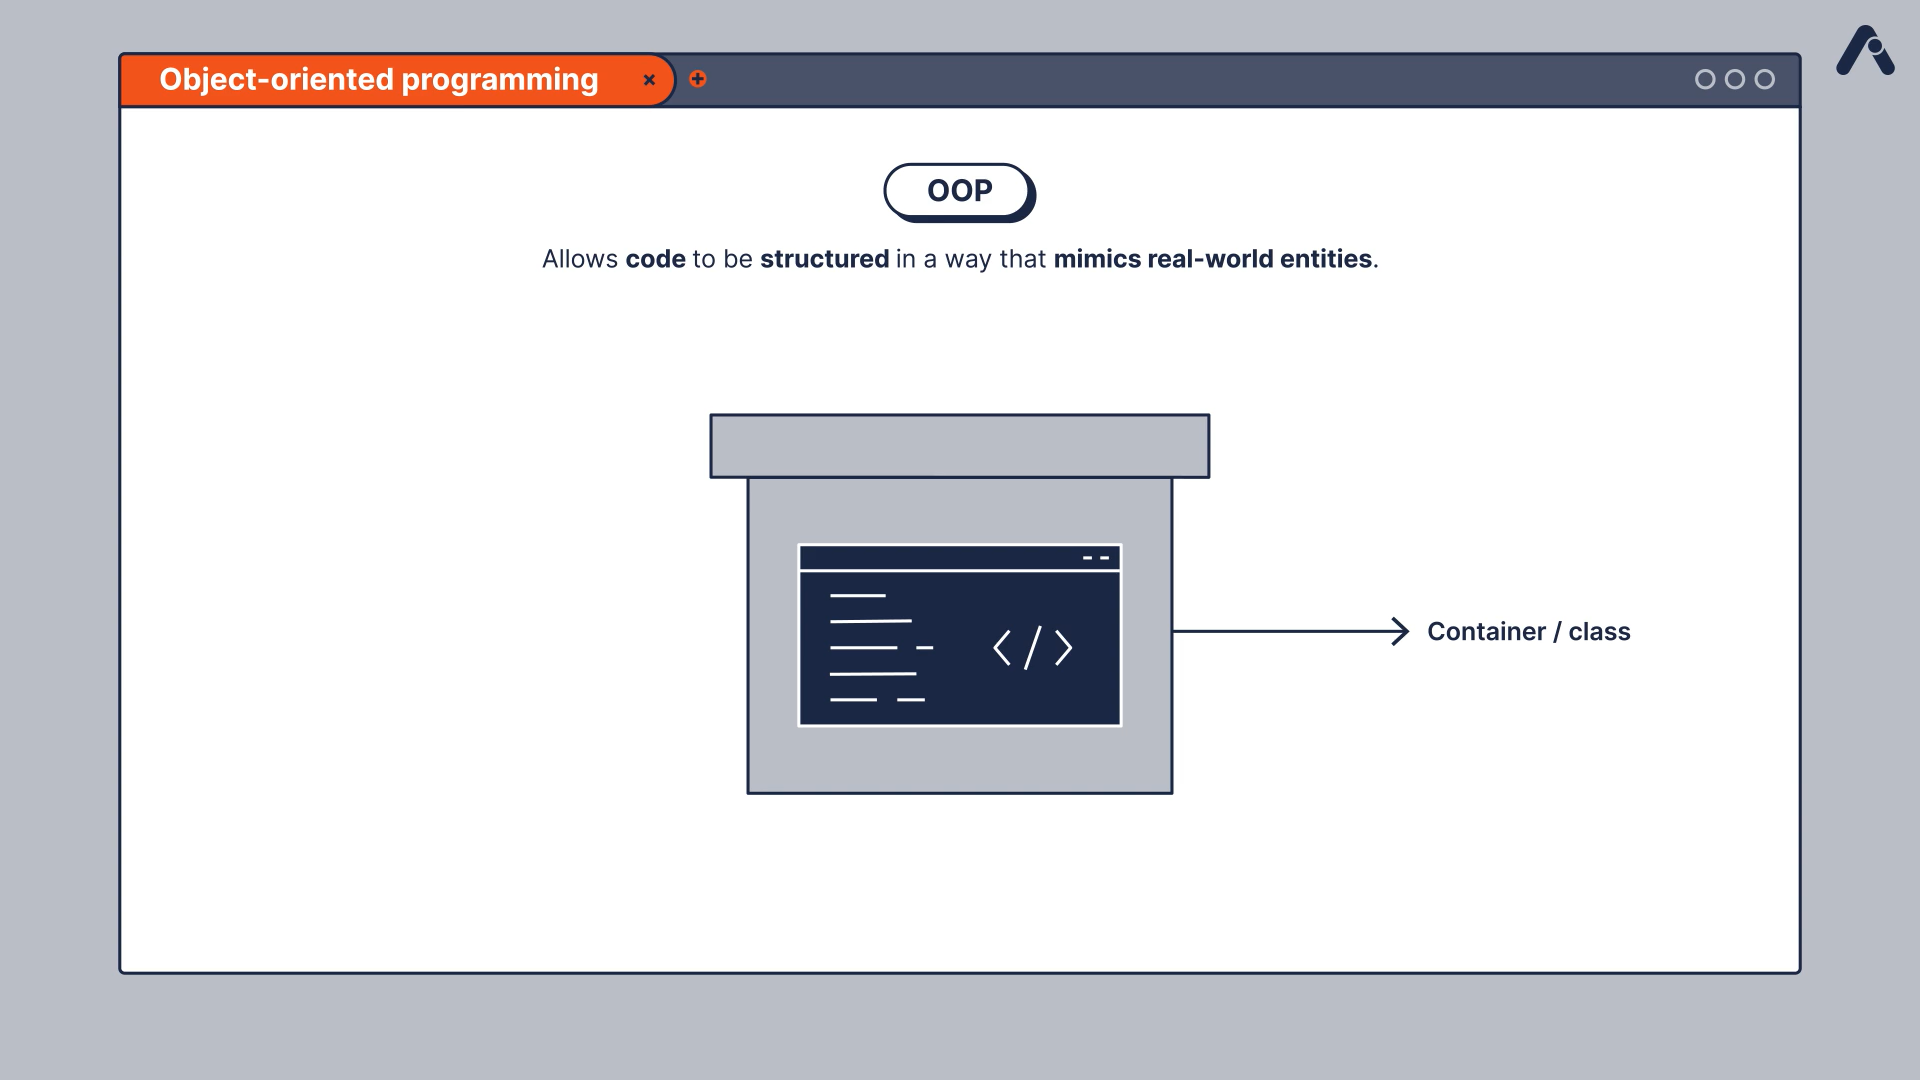 Object-oriented programming
OOP
Allows code to be structured in a way that mimics real-world entities.
</>
Container / class